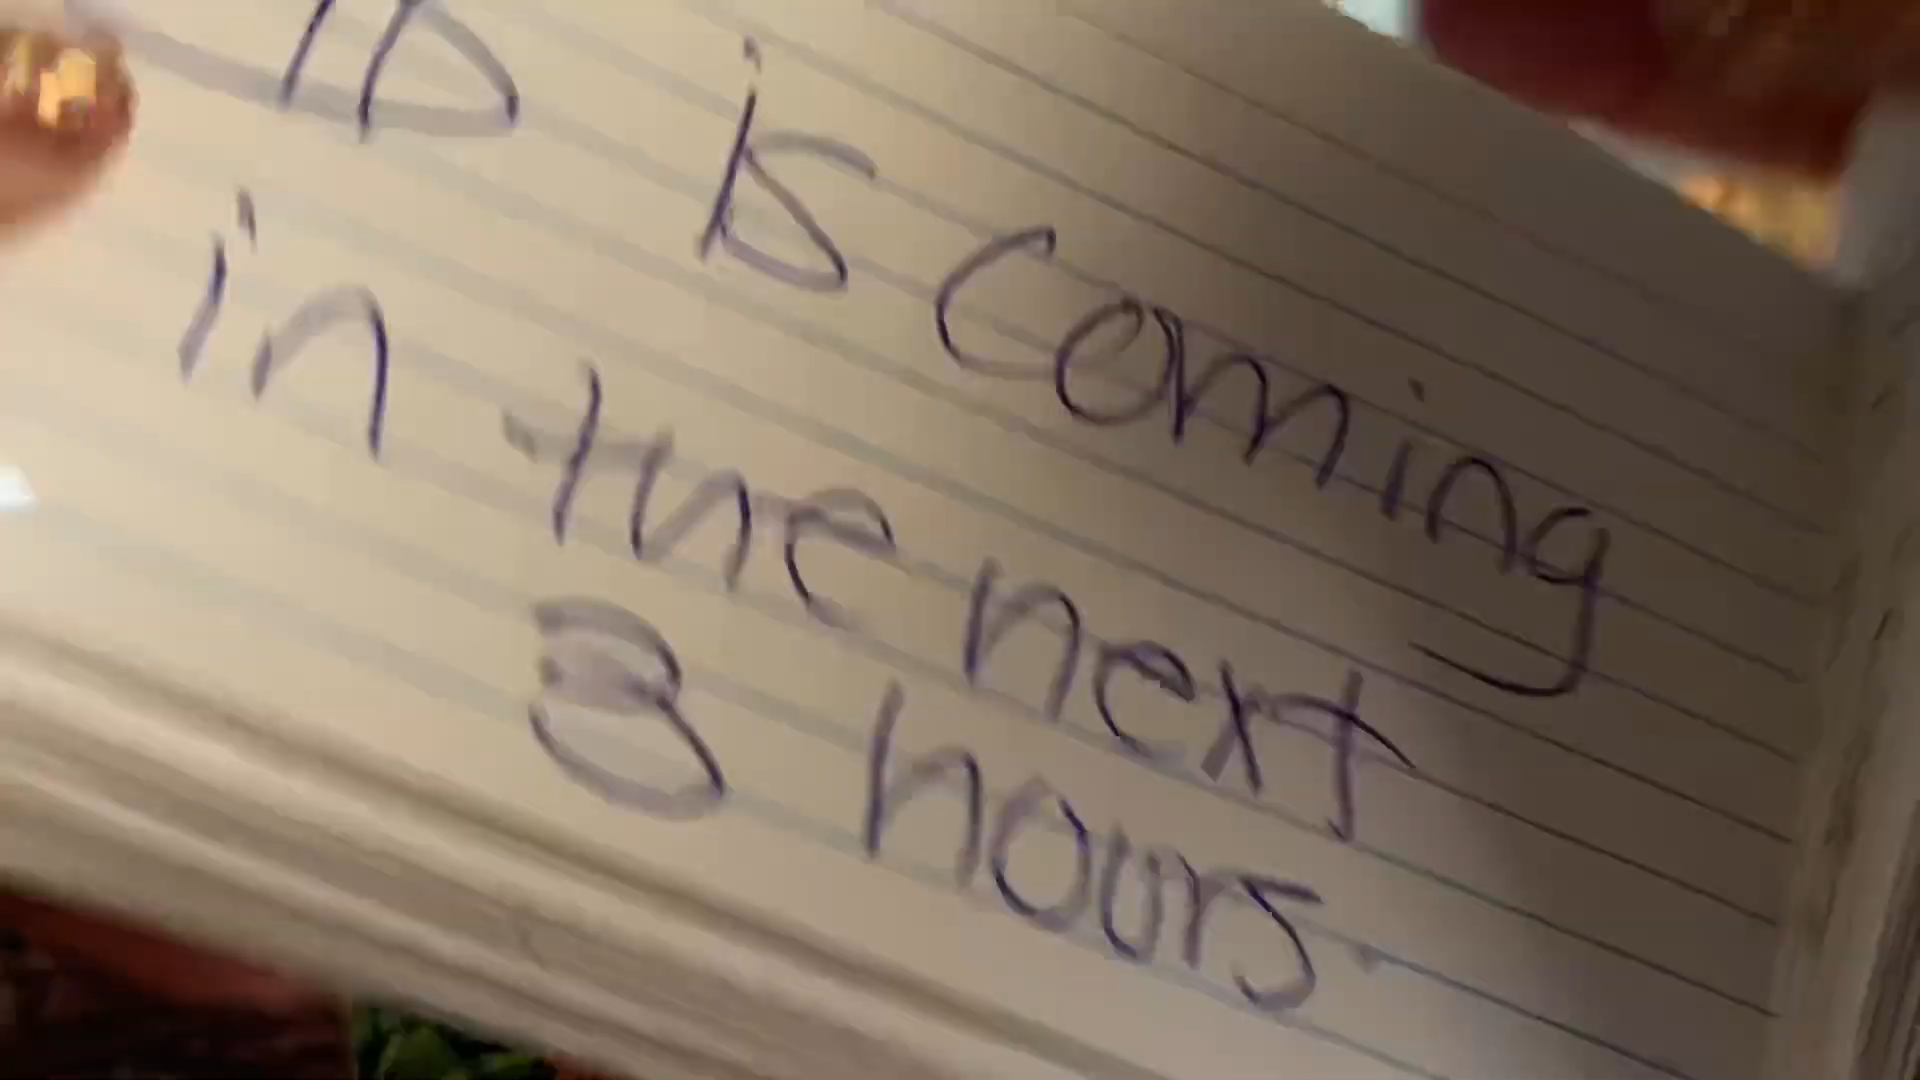 is coming
in the next
3 hours